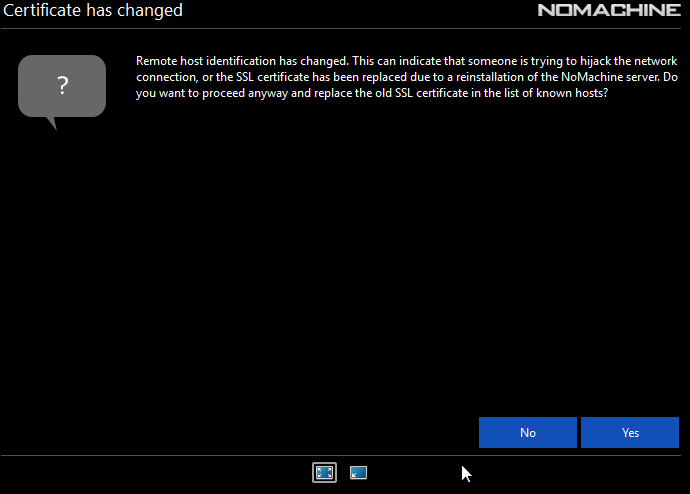 Certificate has changed
NOMACHINE
Remote host identification has changed. This can indicate that someone is trying to hijack the network
connection, or the SSL certificate has been replaced due to a reinstallation of the NoMachine server. Do
you want to proceed anyway and replace the old SSL certificate in the list of known hosts?
?
No
Yes